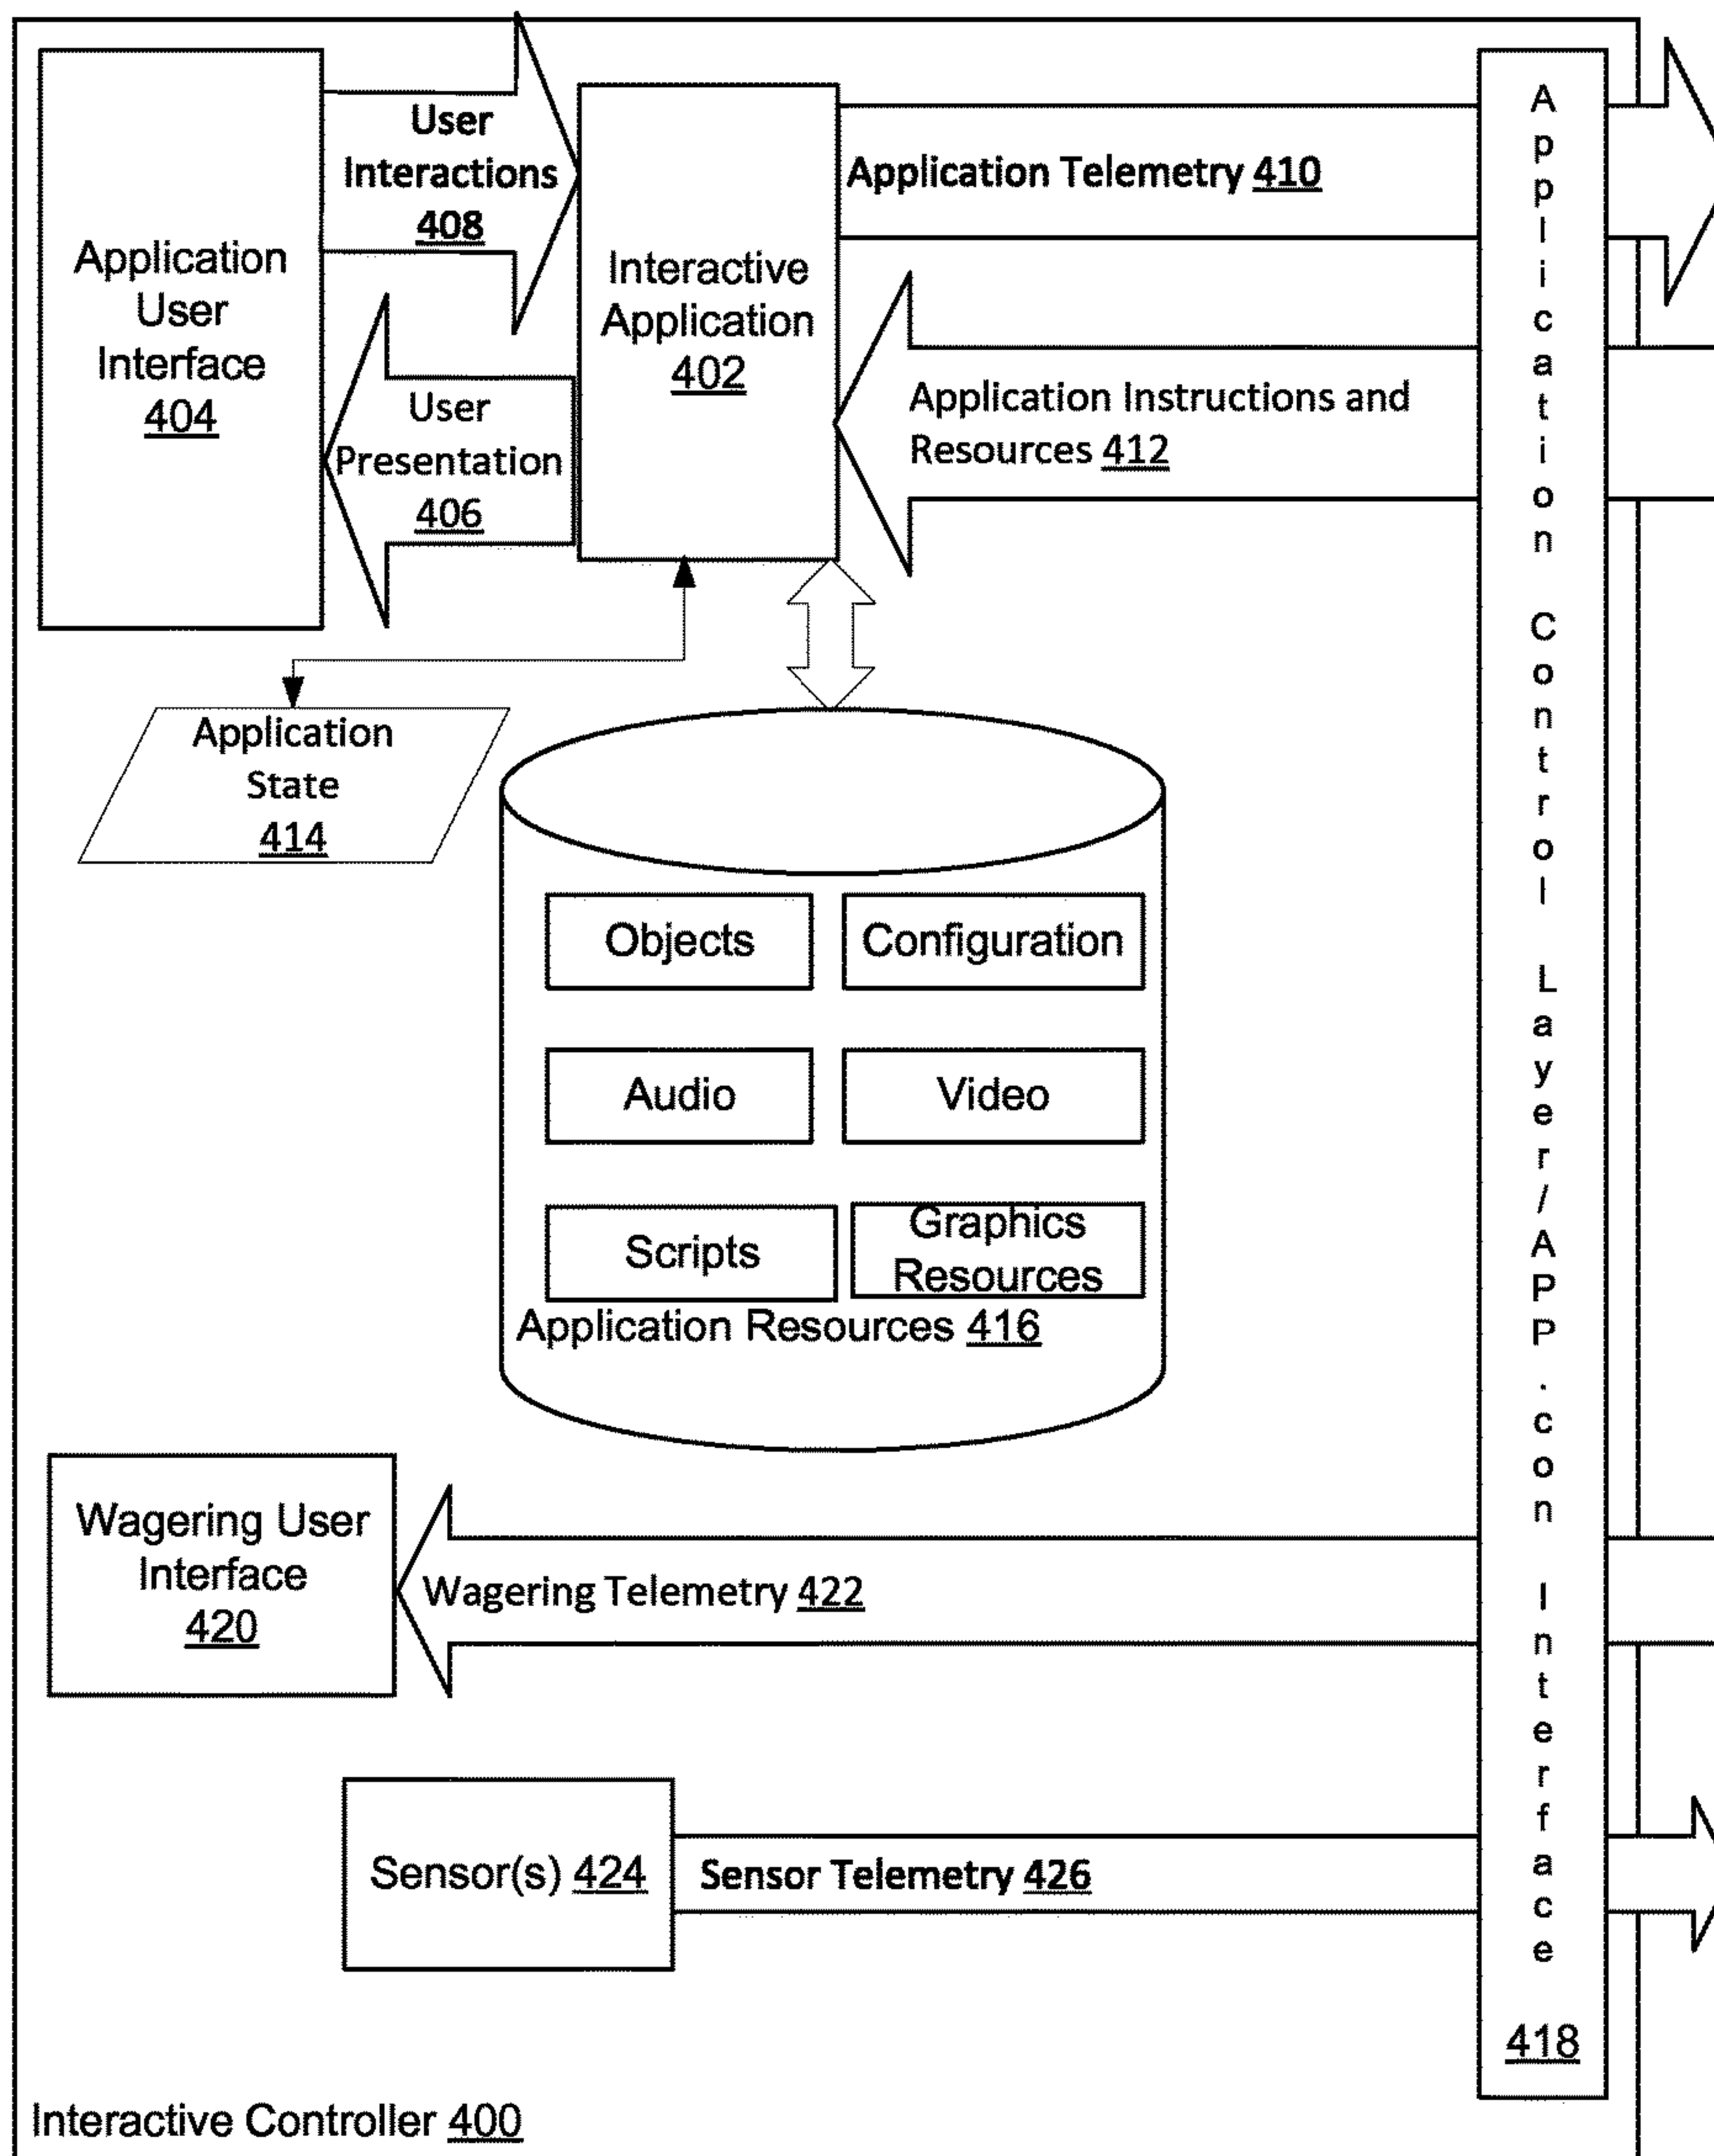 Application
User
Interface
404
User
Interactions
408
User
Presentation
406
Interactive
Application
402
Application Telemetry 410
Application Instructions and
Resources 412
Application
State
414
Objects
Configuration
Audio
Video
Scripts
Graphics
Resources
Application Resources 416
Wagering User
Interface
420
Wagering Telemetry 422
Sensor(s) 424
Sensor Telemetry 426
Application Control Layer/APP.con Interface
418
Interactive Controller 400